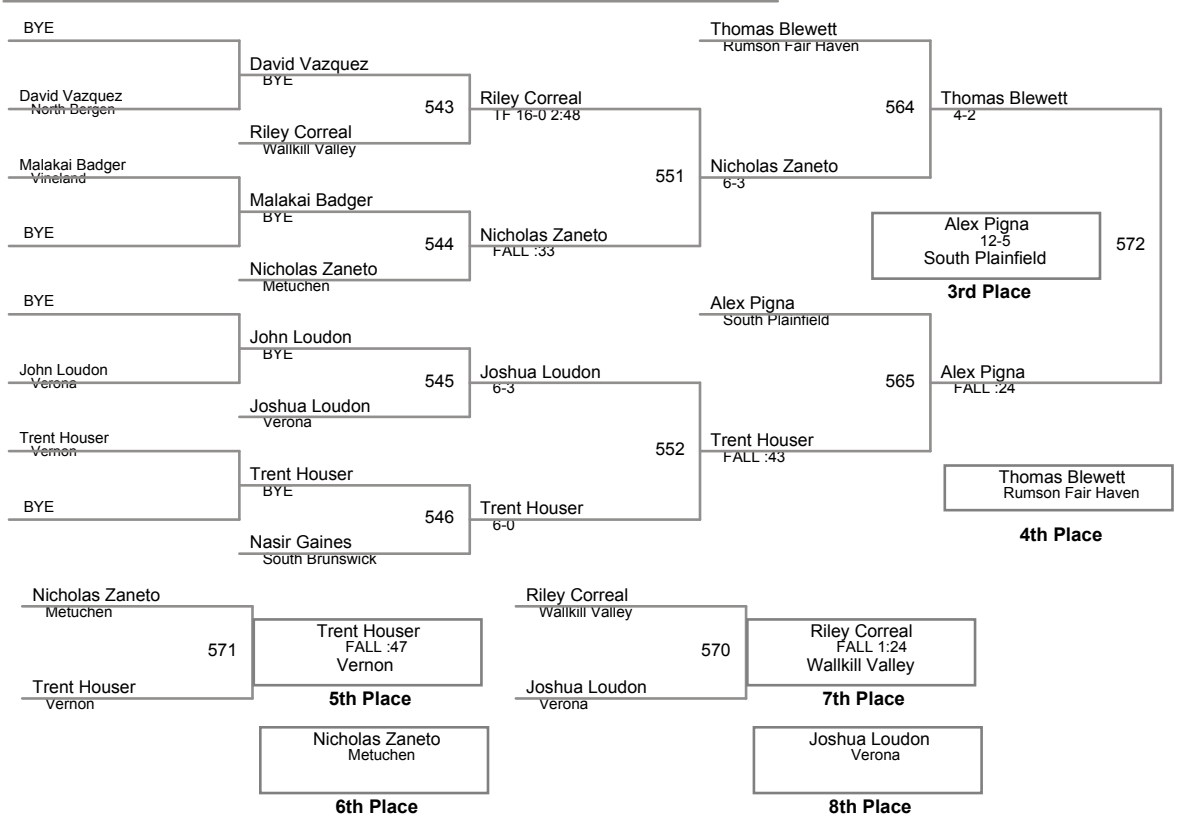 BYE
David Vazquez
North Bergen
Malakai Badger
Vineland
BYE
BYE
John Loudon
Verona
Trent Houser
Vernon
BYE
David Vazquez
BYE
543
Riley Correal
Wallkill Valley
Malakai Badger
BYE
544
Nicholas Zaneto
Metuchen
John Loudon
BYE
545
Joshua Loudon
Verona
Trent Houser
BYE
546
Nasir Gaines
South Brunswick
Riley Correal
TF 16-0 2:48
551
Nicholas Zaneto
FALL :33
Joshua Loudon
6-3
552
Trent Houser
6-0
Thomas Blewett
Rumson Fair Haven
564
Nicholas Zaneto
6-3
Alex Pigna
South Plainfield
565
Trent Houser
FALL :43
Thomas Blewett
4-2
572
Alex Pigna
FALL :24
Alex Pigna
12-5
South Plainfield
3rd Place
Thomas Blewett
Rumson Fair Haven
4th Place
Nicholas Zaneto
Metuchen
571
Trent Houser
Vernon
Trent Houser
FALL :47
Vernon
5th Place
Nicholas Zaneto
Metuchen
6th Place
Riley Correal
Wallkill Valley
570
Joshua Loudon
Verona
Riley Correal
FALL 1:24
Wallkill Valley
7th Place
Joshua Loudon
Verona
8th Place